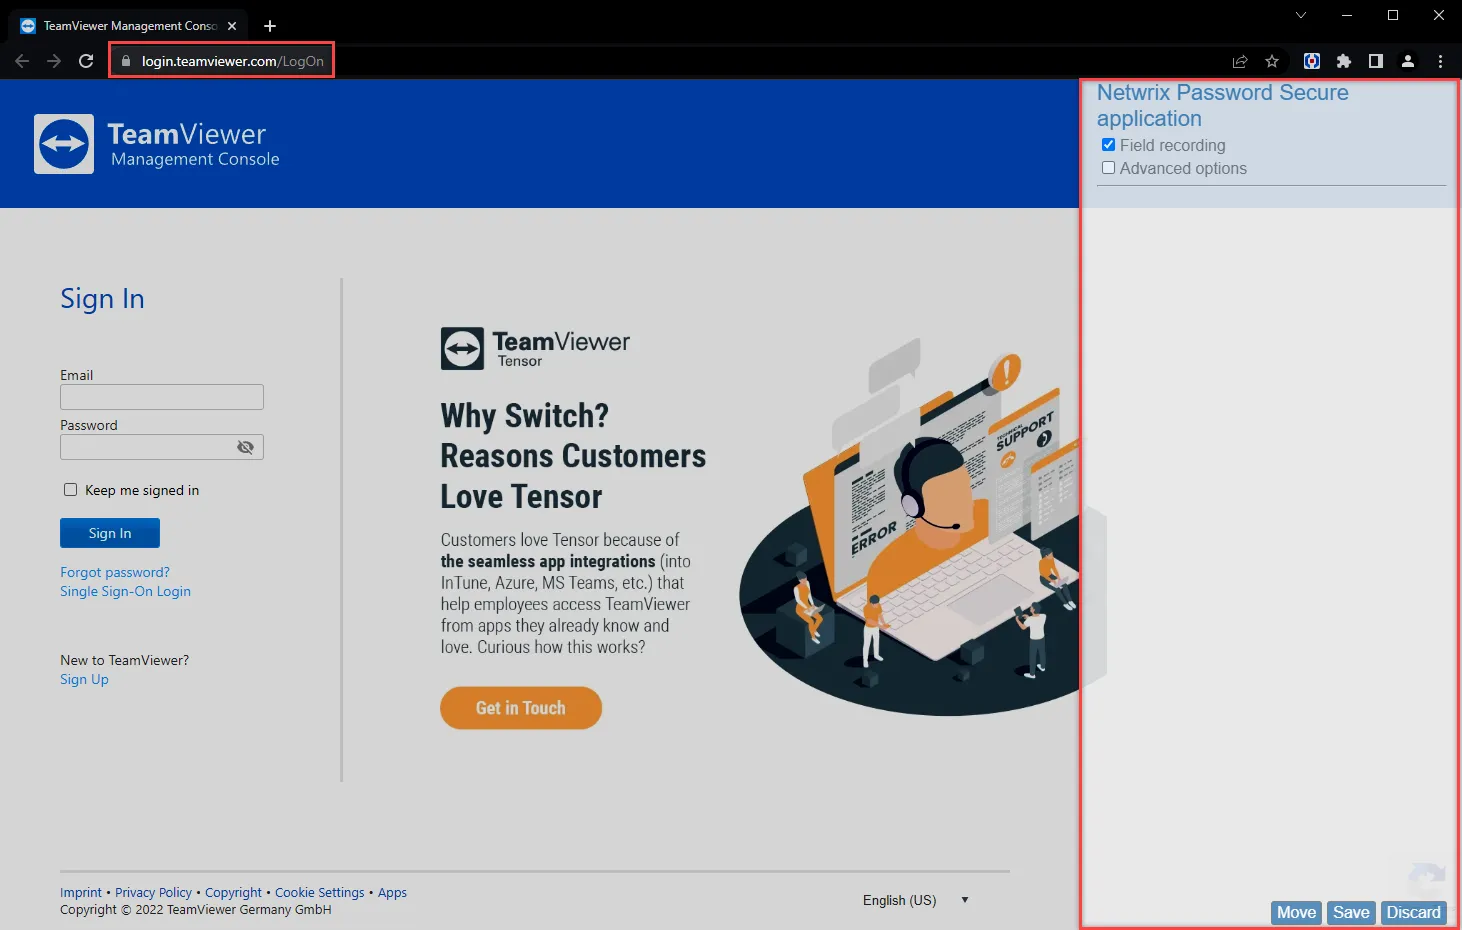 TeamViewer Management Conso
login.teamviewer.com/LogOn
TeamViewer
Management Console
Netwrix Password Secure
application
Field recording
Advanced options
Sign In
Email
Password
Keep me signed in
Sign In
Forgot password?
Single Sign-On Login
New to TeamViewer?
Sign Up
TeamViewer
Tensor
Why Switch?
Reasons Customers
Love Tensor
Customers love Tensor because of
the seamless app integrations (into
InTune, Azure, MS Teams, etc.) that
help employees access TeamViewer
from apps they already know and
love. Curious how this works?
Get in Touch
TECHNICAL
SUPPORT
ERROR
Imprint • Privacy Policy • Copyright • Cookie Settings • Apps
Copyright © 2022 TeamViewer Germany GmbH
English (US)
Move
Save
Discard